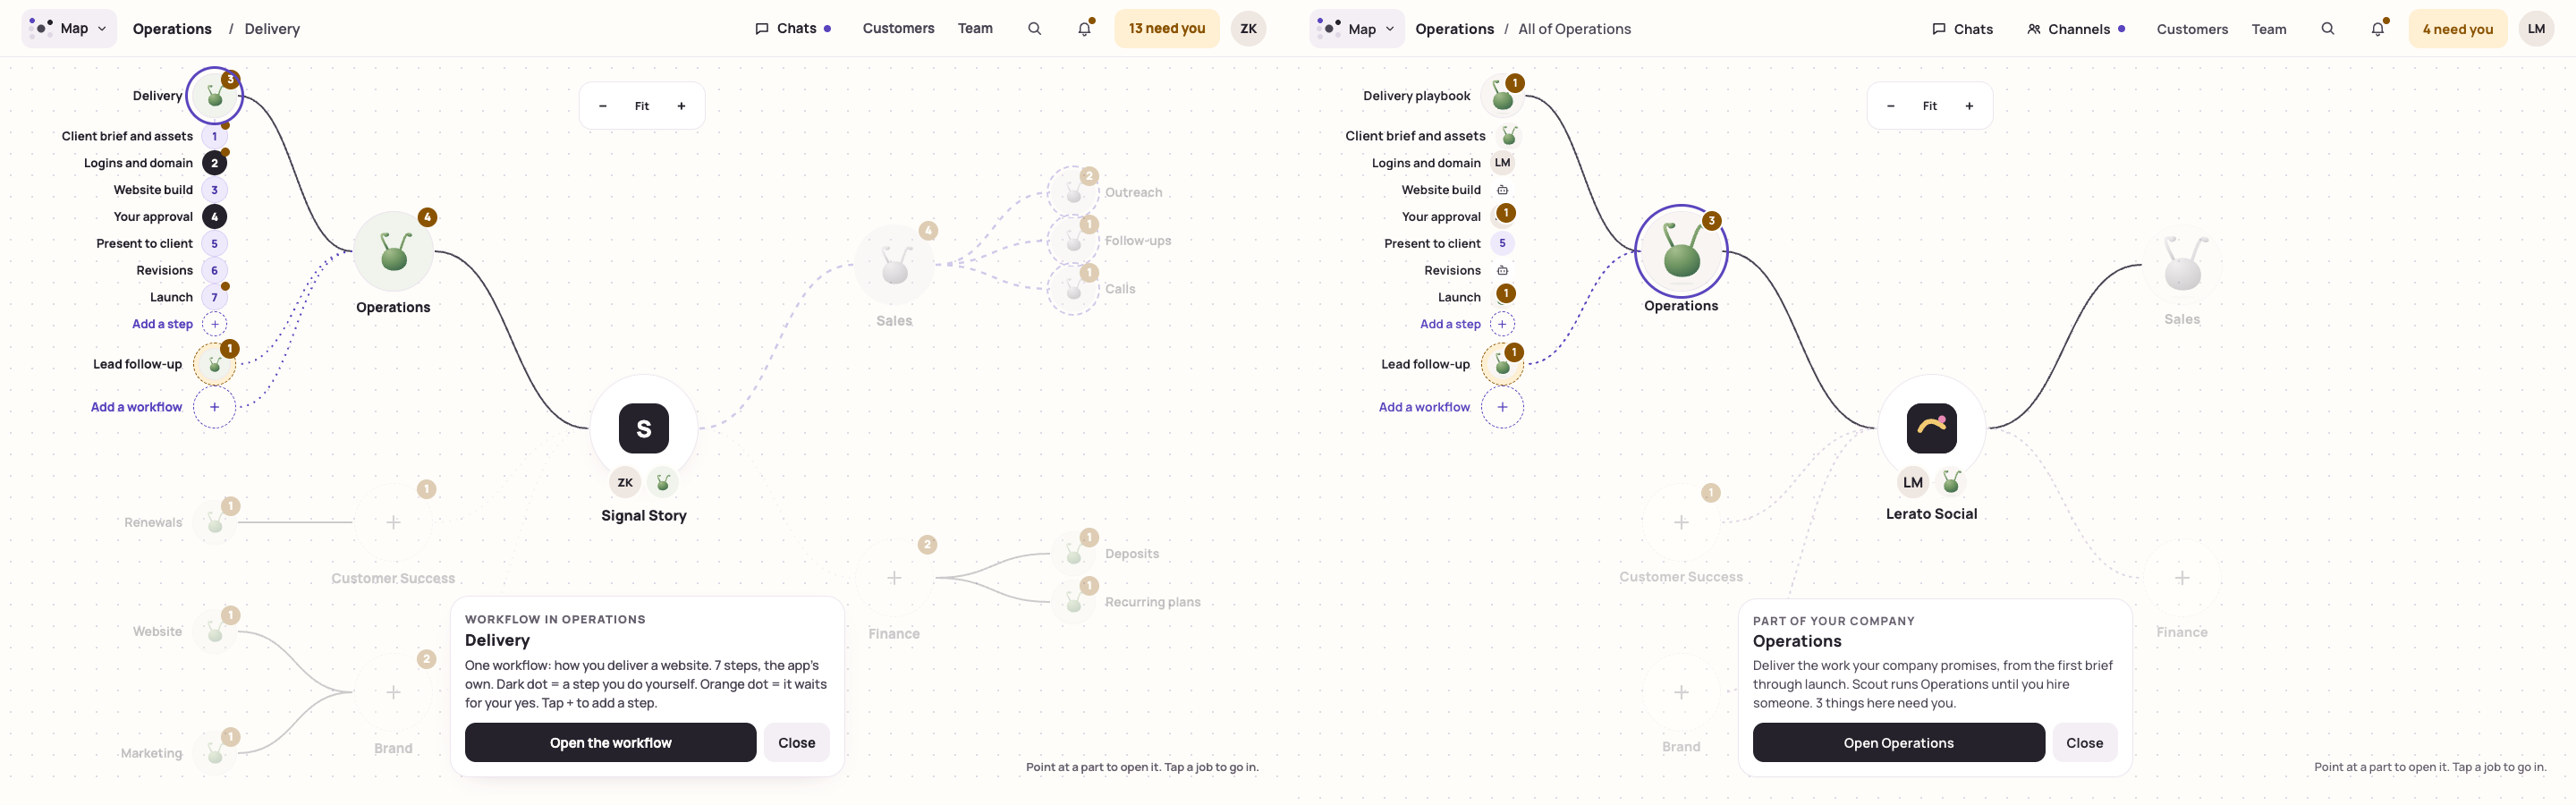 Map
Operations / Delivery
Chats
Customers
Team
13 need you
ZK
Delivery
3
Client brief and assets
1
Logins and domain
2
Website build
3
Your approval
4
Present to client
5
Revisions
6
Launch
7
Add a step
+
Lead follow-up
1
Add a workflow
+
4
Operations
− Fit +
4
Sales
2
Outreach
1
Follow-ups
1
Calls
S
ZK
Signal Story
Renewals
1
1
+
Customer Success
Website
1
Marketing
1
2
+
Brand
2
+
Finance
1
Deposits
1
Recurring plans
WORKFLOW IN OPERATIONS
Delivery
One workflow: how you deliver a website. 7 steps, the app's
own. Dark dot = a step you do yourself. Orange dot = it waits
for your yes. Tap + to add a step.
Open the workflow
Close
Point at a part to open it. Tap a job to go in.
Map
Operations / All of Operations
Chats
Channels
Customers
Team
4 need you
LM
Delivery playbook
1
Client brief and assets
Logins and domain
LM
Website build
Your approval
1
Present to client
5
Revisions
Launch
1
Add a step
+
Lead follow-up
1
Add a workflow
+
3
Operations
− Fit +
Sales
LM
Lerato Social
1
+
Customer Success
+
Brand
+
Finance
PART OF YOUR COMPANY
Operations
Deliver the work your company promises, from the first brief
through launch. Scout runs Operations until you hire
someone. 3 things here need you.
Open Operations
Close
Point at a part to open it. Tap a job to go in.